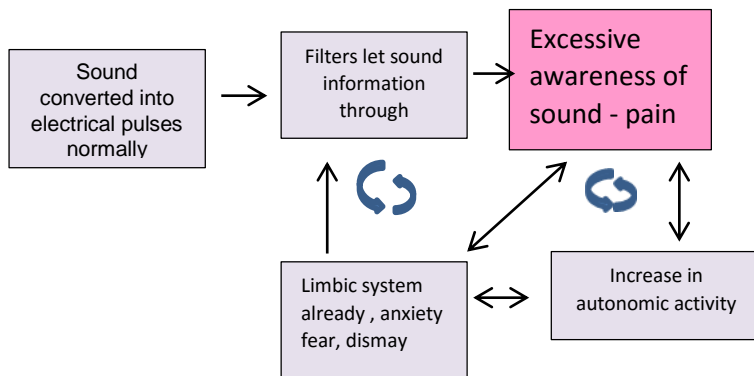 Sound
converted into
electrical pulses
normally
Filters let sound
information
through
Excessive
awareness of
sound - pain
Limbic system
already , anxiety
fear, dismay
Increase in
autonomic activity